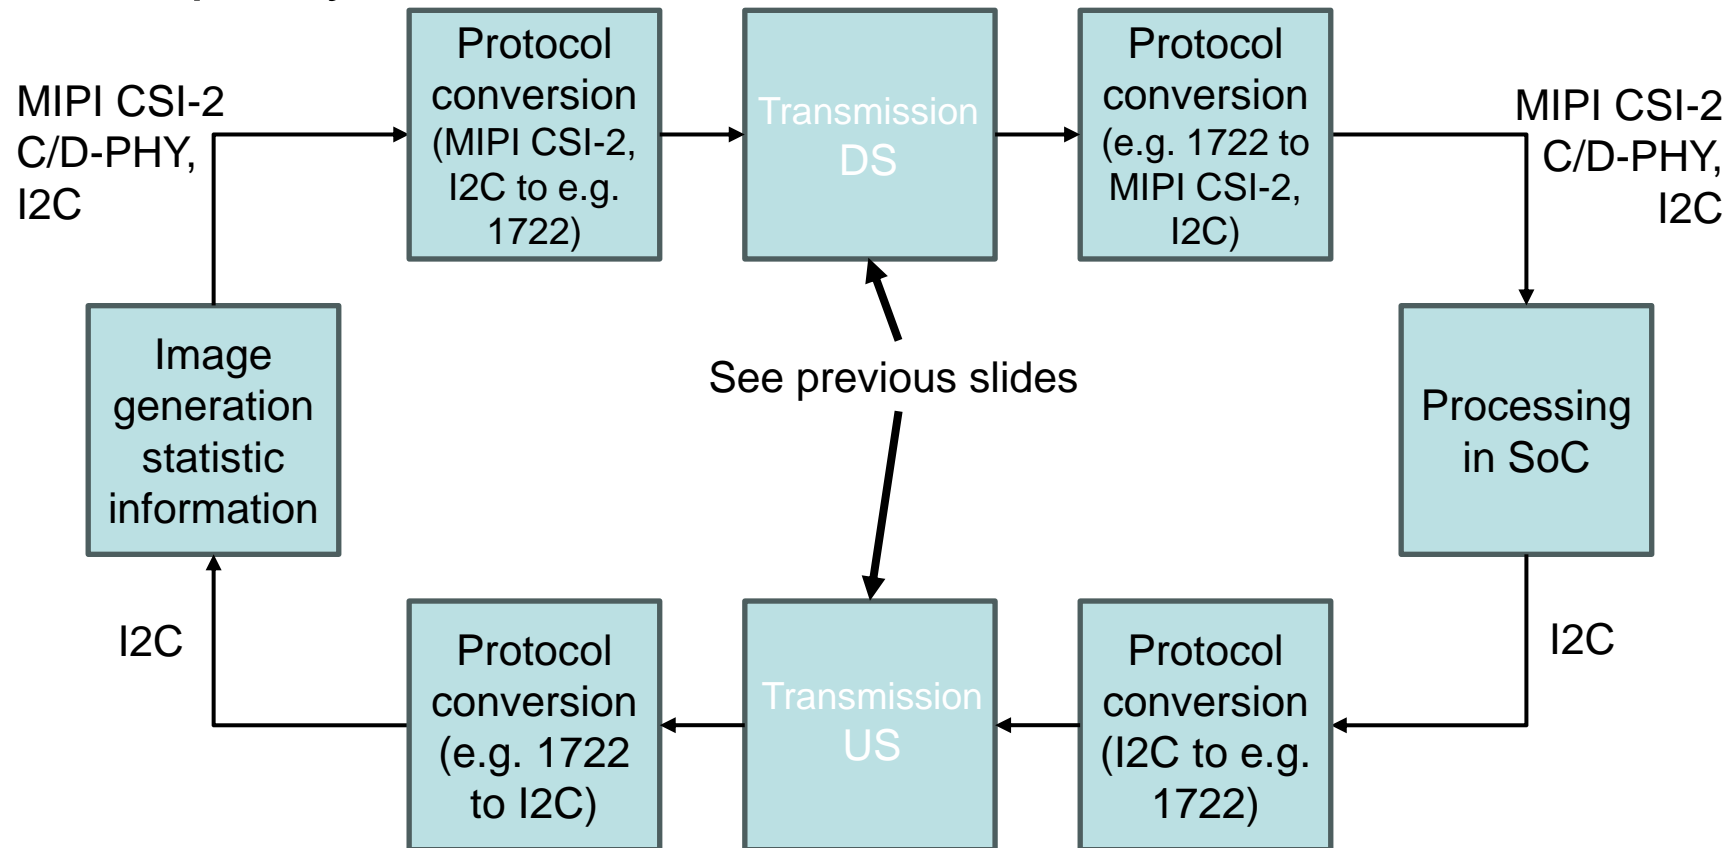 Protocol
conversion
(MIPI CSI-2,
I2C to e.g.
1722)
Transmission
DS
Protocol
conversion
(e.g. 1722 to
MIPI CSI-2,
I2C)
MIPI CSI-2
C/D-PHY,
I2C
MIPI CSI-2
C/D-PHY,
I2C
Image
generation
statistic
information
See previous slides
Processing
in SoC
I2C
I2C
Protocol
conversion
(e.g. 1722
to I2C)
Transmission
US
Protocol
conversion
(I2C to e.g.
1722)